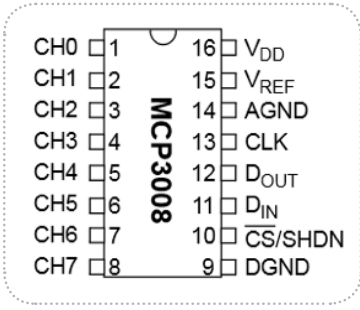 CH0 1 16 VDD
CH1 2 15 VREF
CH2 3 14 AGND
CH3 4 13 CLK
CH4 5 12 DOUT
CH5 6 11 DIN
CH6 7 10 C̅S̅/SHDN
CH7 8 9 DGND
MCP3008